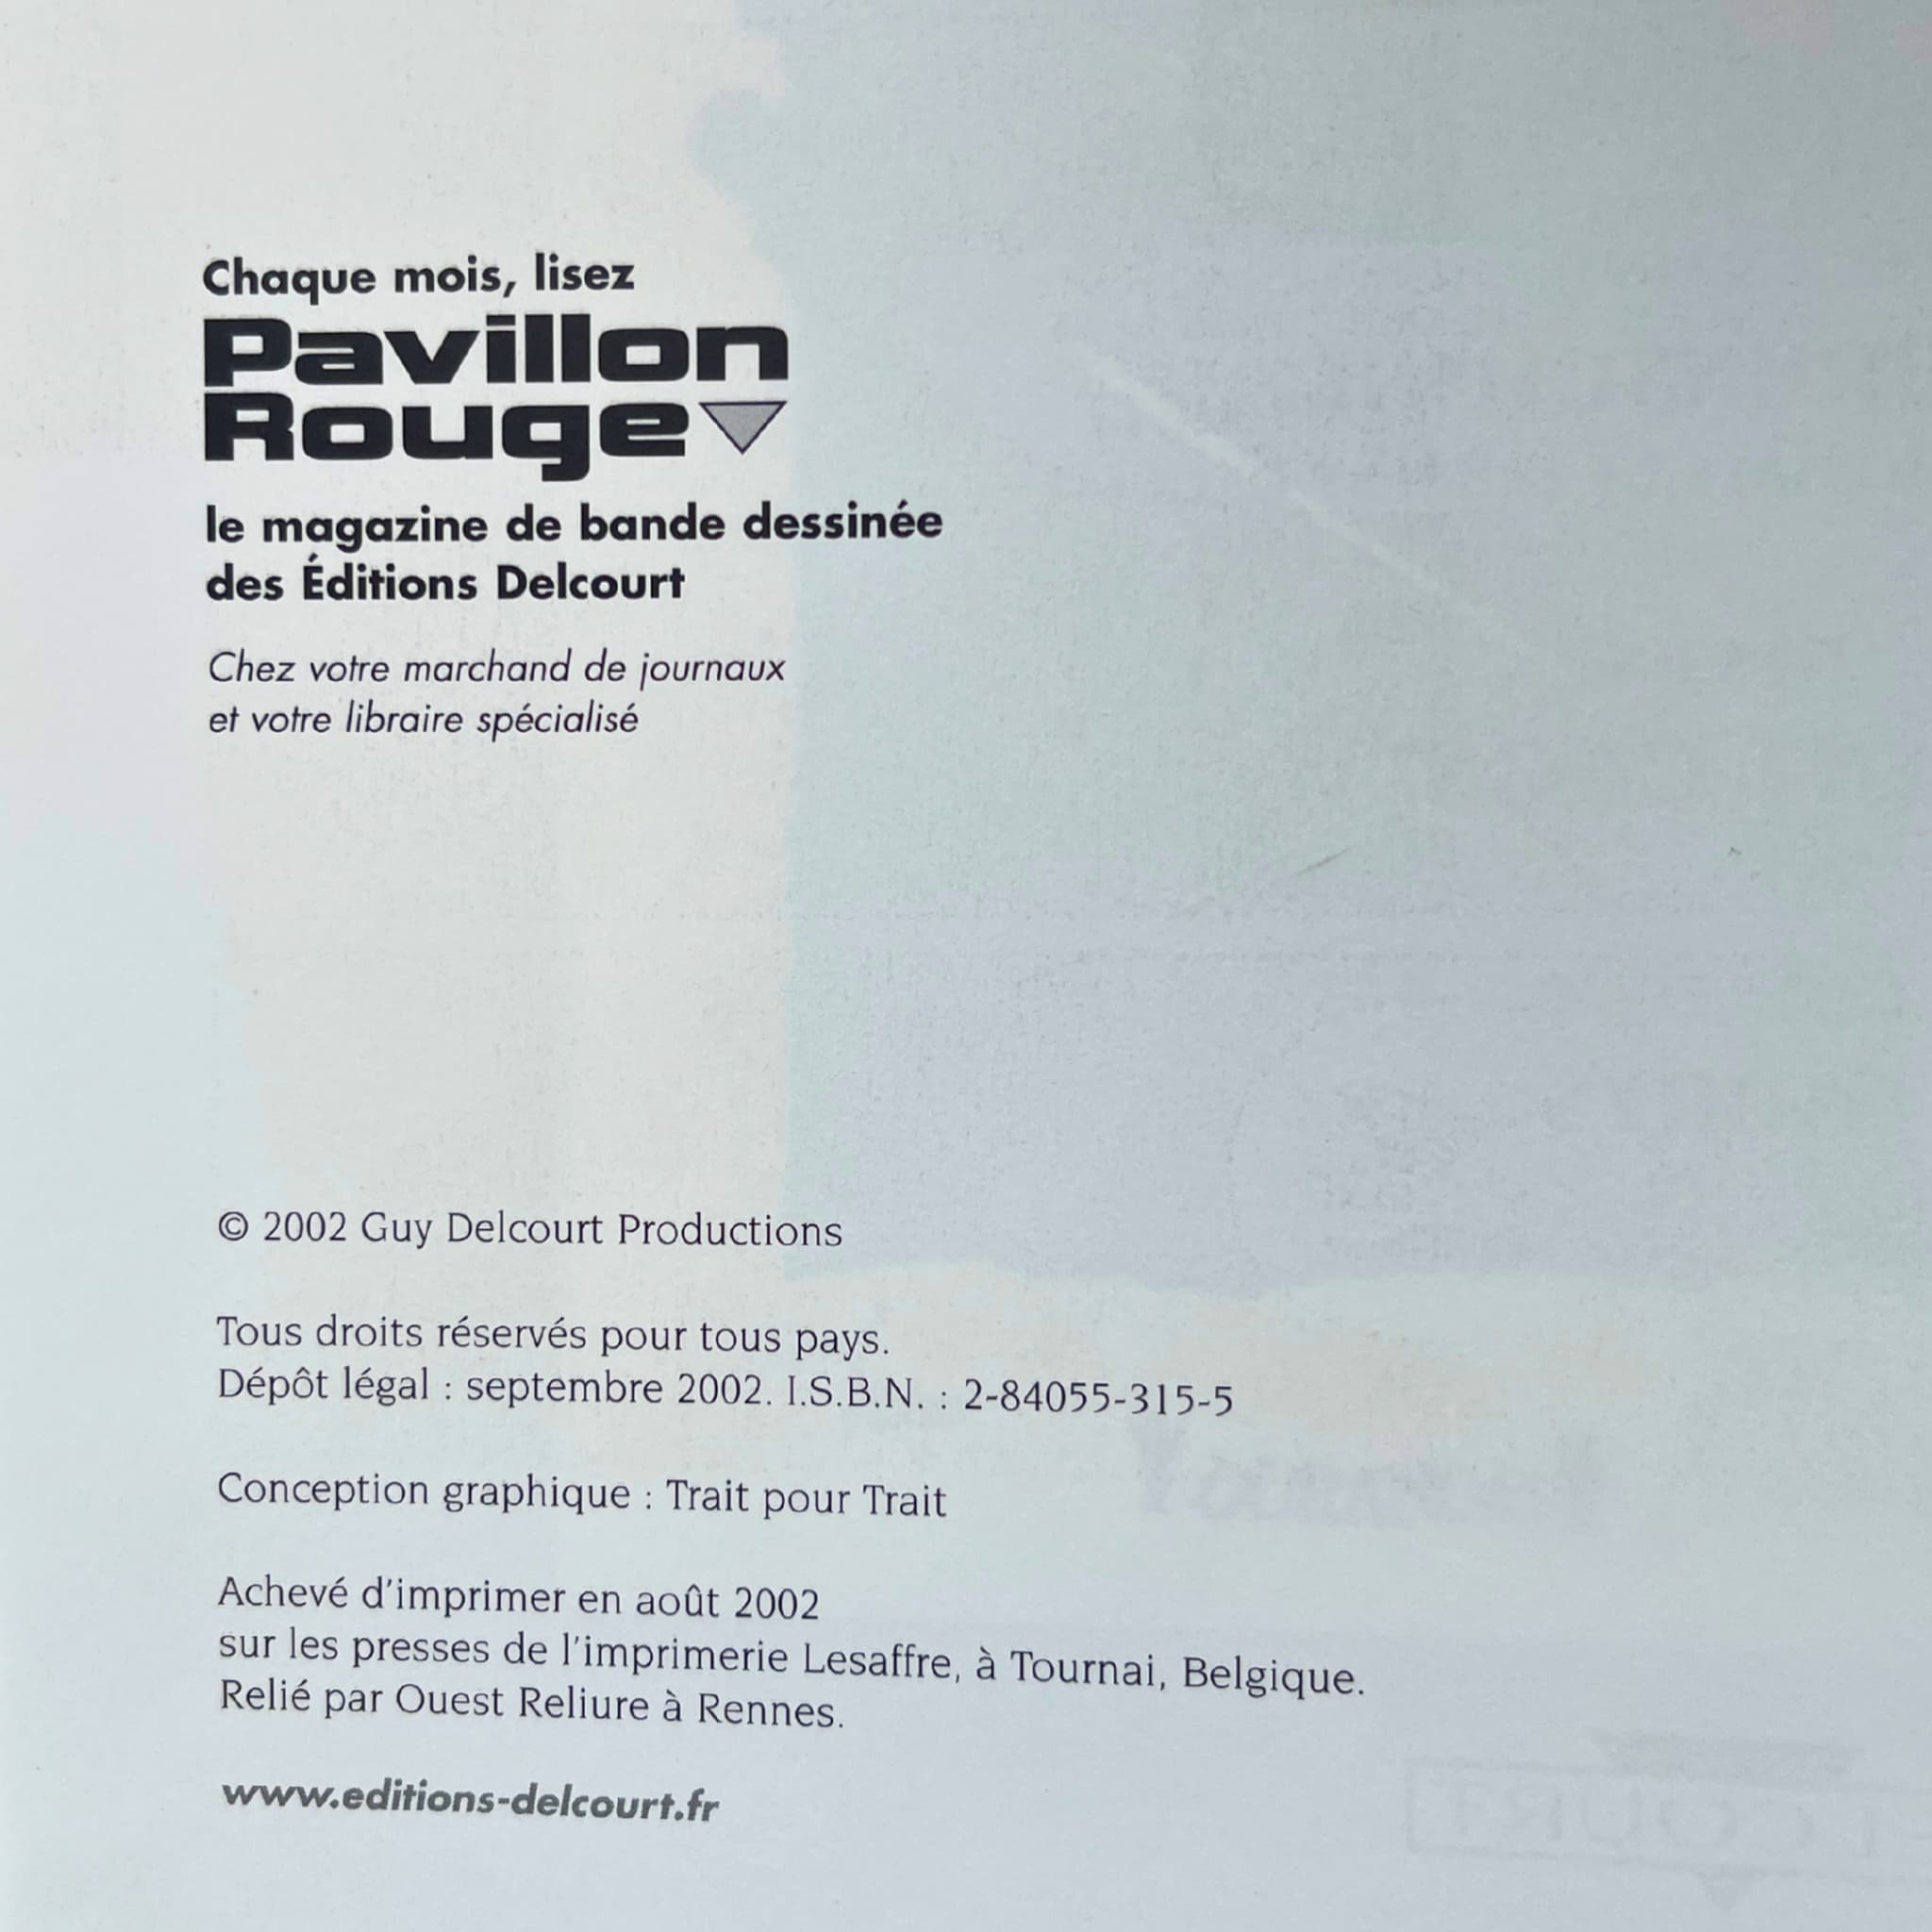 Chaque mois, lisez
Pavillon
Rouge
le magazine de bande dessinée
des Éditions Delcourt
Chez votre marchand de journaux
et votre libraire spécialisé
© 2002 Guy Delcourt Productions
Tous droits réservés pour tous pays.
Dépôt légal : septembre 2002. I.S.B.N. : 2-84055-315-5
Conception graphique : Trait pour Trait
Achevé d'imprimer en août 2002
sur les presses de l'imprimerie Lesaffre, à Tournai, Belgique.
Relié par Ouest Reliure à Rennes.
www.editions-delcourt.fr